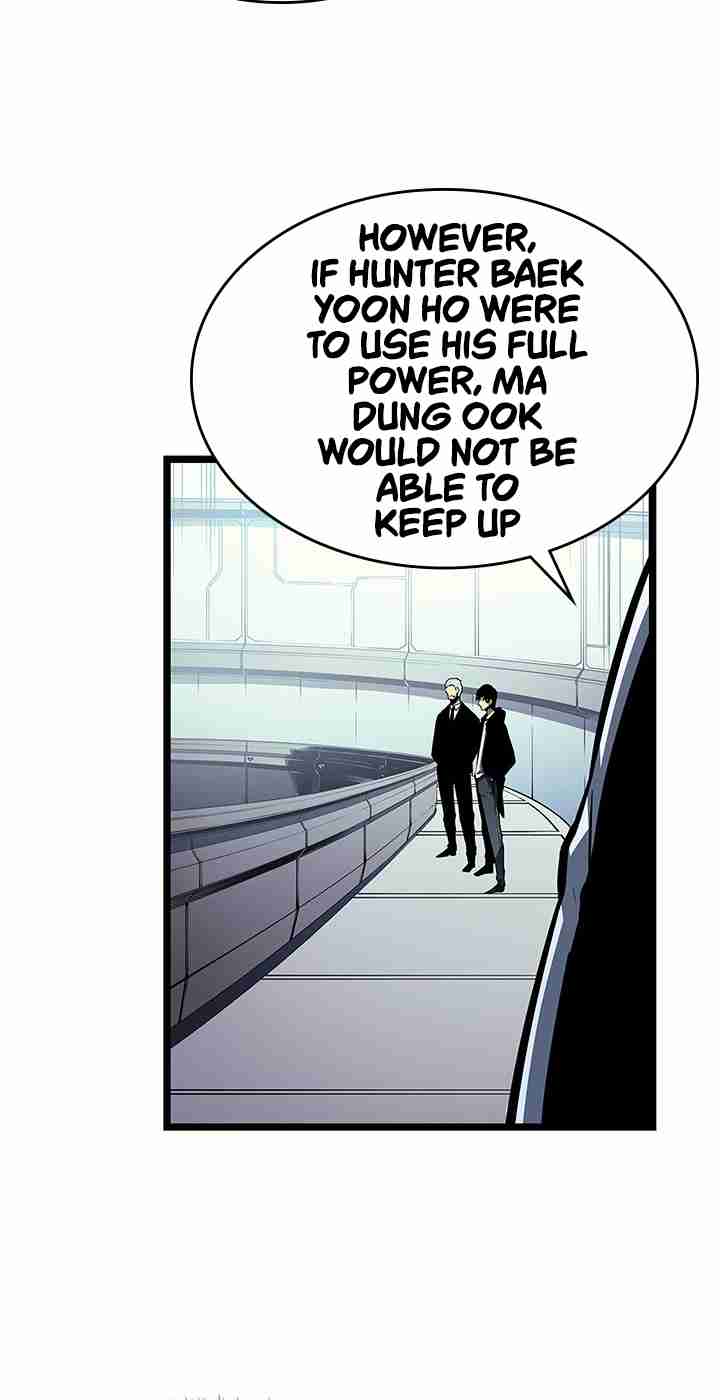 HOWEVER,
IF HUNTER BAEK
YOON HO WERE
TO USE HIS FULL
POWER, MA
DUNG OOK
WOULD NOT BE
ABLE TO
KEEP UP